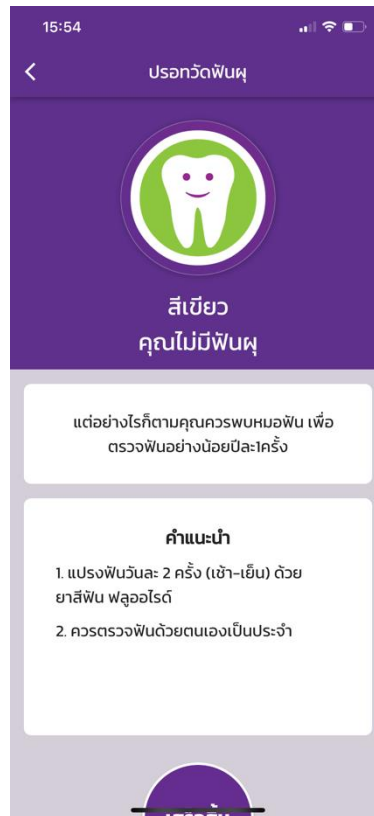 15:54
ปรอทวัดฟันผุ
สีเขียว
คุณไม่มีฟันผุ
แต่อย่างไรก็ตามคุณควรพบหมอฟัน เพื่อ
ตรวจฟันอย่างน้อยปีละ1ครั้ง
คำแนะนำ
1. แปรงฟันวันละ 2 ครั้ง (เช้า-เย็น) ด้วย
ยาสีฟัน ฟลูออไรด์
2. ควรตรวจฟันด้วยตนเองเป็นประจำ